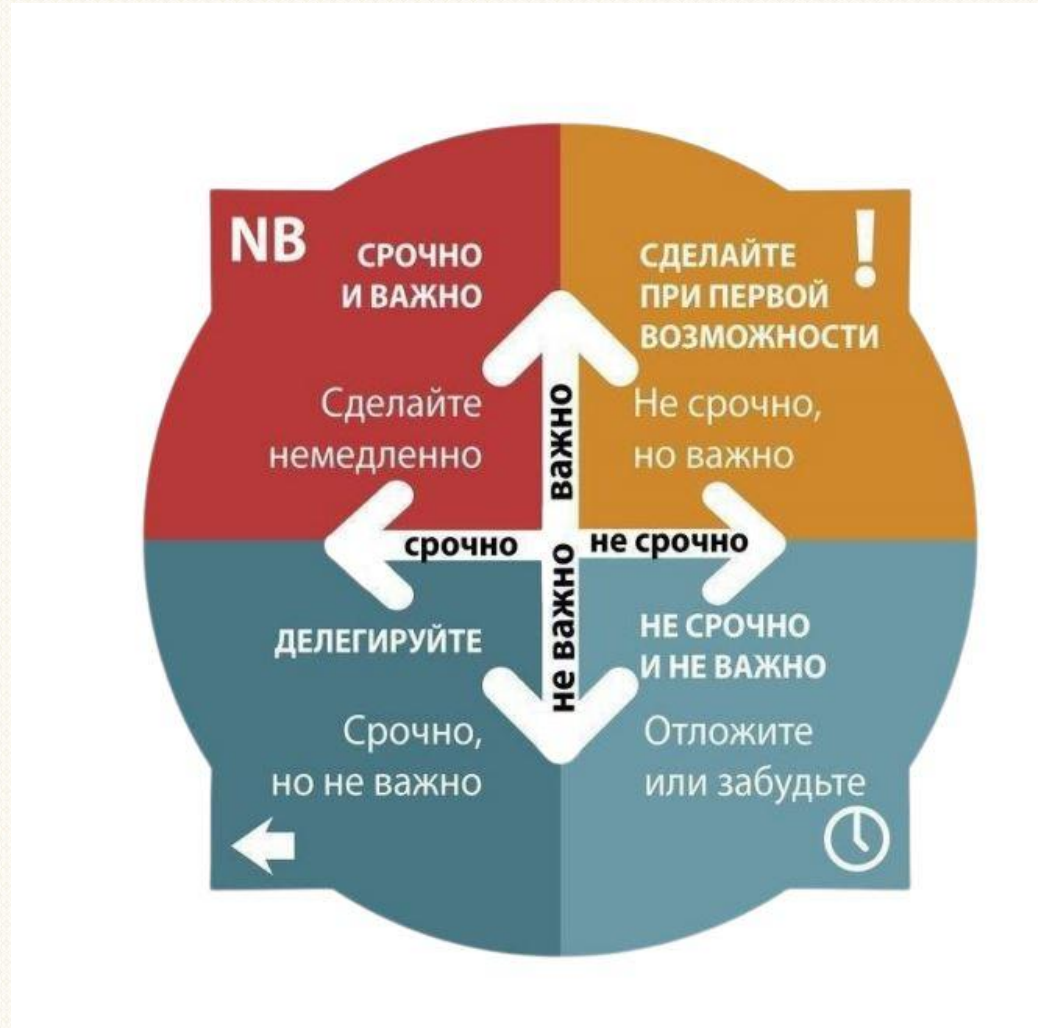 NB
СРОЧНО
И ВАЖНО
Сделайте
немедленно
СДЕЛАЙТЕ
ПРИ ПЕРВОЙ
ВОЗМОЖНОСТИ
!
Не срочно,
но важно
важно
срочно
не срочно
не важно
ДЕЛЕГИРУЙТЕ
Срочно,
но не важно
НЕ СРОЧНО
И НЕ ВАЖНО
Отложите
или забудьте